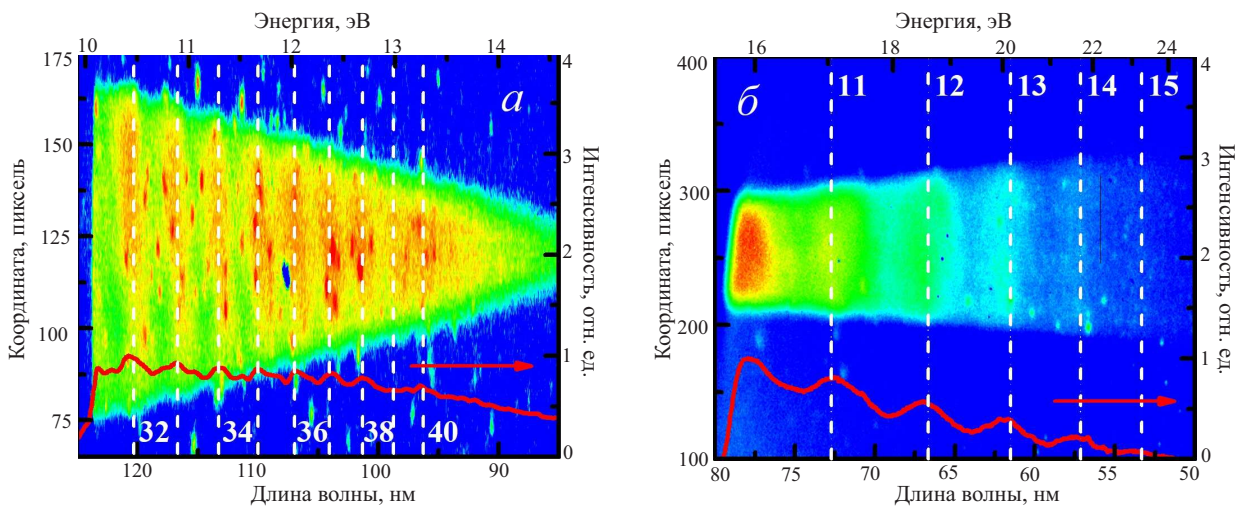 Энергия, эВ
10 11 12 13 14
175
150
125
100
75
Координата, пиксель
а
32 34 36 38 40
4
3
2
1
0
Интенсивность, отн. ед.
120 110 100 90
Длина волны, нм
Энергия, эВ
16 18 20 22 24
400
300
200
100
Координата, пиксель
б
11 12 13 14 15
4
3
2
1
0
Интенсивность, отн. ед.
80 75 70 65 60 55 50
Длина волны, нм